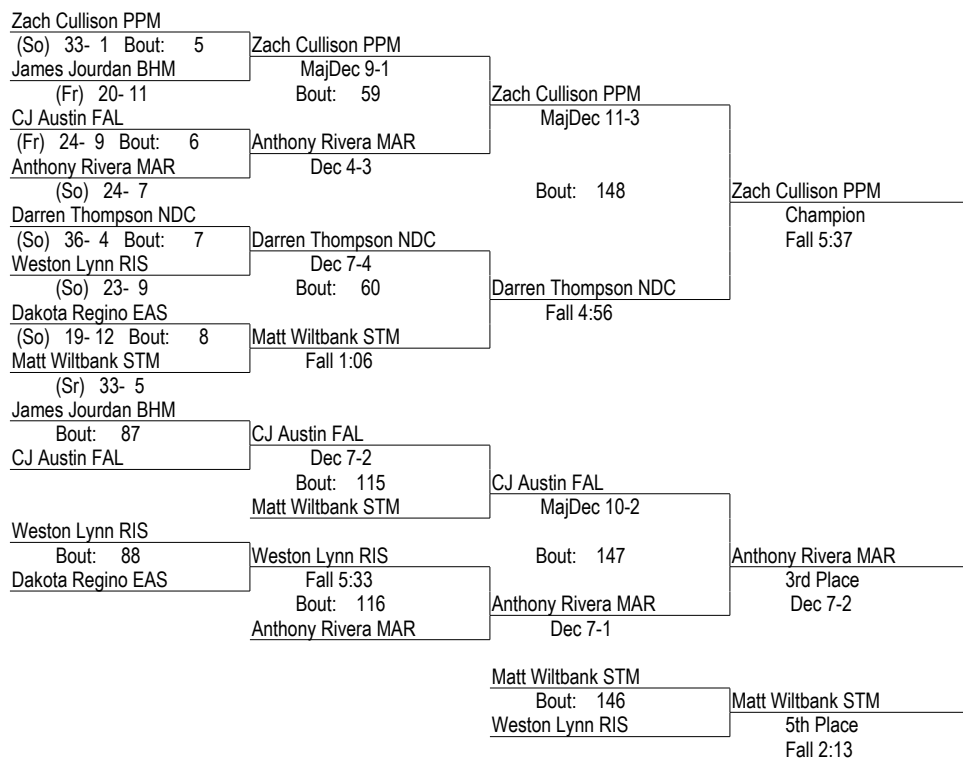 Zach Cullison PPM
(So) 33- 1 Bout: 5
Zach Cullison PPM
James Jourdan BHM
MajDec 9-1
(Fr) 20- 11
Bout: 59
Zach Cullison PPM
CJ Austin FAL
MajDec 11-3
(Fr) 24- 9 Bout: 6
Anthony Rivera MAR
Anthony Rivera MAR
Dec 4-3
(So) 24- 7
Bout: 148
Zach Cullison PPM
Darren Thompson NDC
Champion
(So) 36- 4 Bout: 7
Darren Thompson NDC
Fall 5:37
Weston Lynn RIS
Dec 7-4
(So) 23- 9
Bout: 60
Darren Thompson NDC
Dakota Regino EAS
Fall 4:56
(So) 19- 12 Bout: 8
Matt Wiltbank STM
Matt Wiltbank STM
Fall 1:06
(Sr) 33- 5
James Jourdan BHM
Bout: 87
CJ Austin FAL
CJ Austin FAL
Dec 7-2
Bout: 115
CJ Austin FAL
Matt Wiltbank STM
MajDec 10-2
Weston Lynn RIS
Bout: 88
Weston Lynn RIS
Bout: 147
Anthony Rivera MAR
Dakota Regino EAS
Fall 5:33
3rd Place
Bout: 116
Anthony Rivera MAR
Dec 7-2
Anthony Rivera MAR
Dec 7-1
Matt Wiltbank STM
Bout: 146
Matt Wiltbank STM
Weston Lynn RIS
5th Place
Fall 2:13